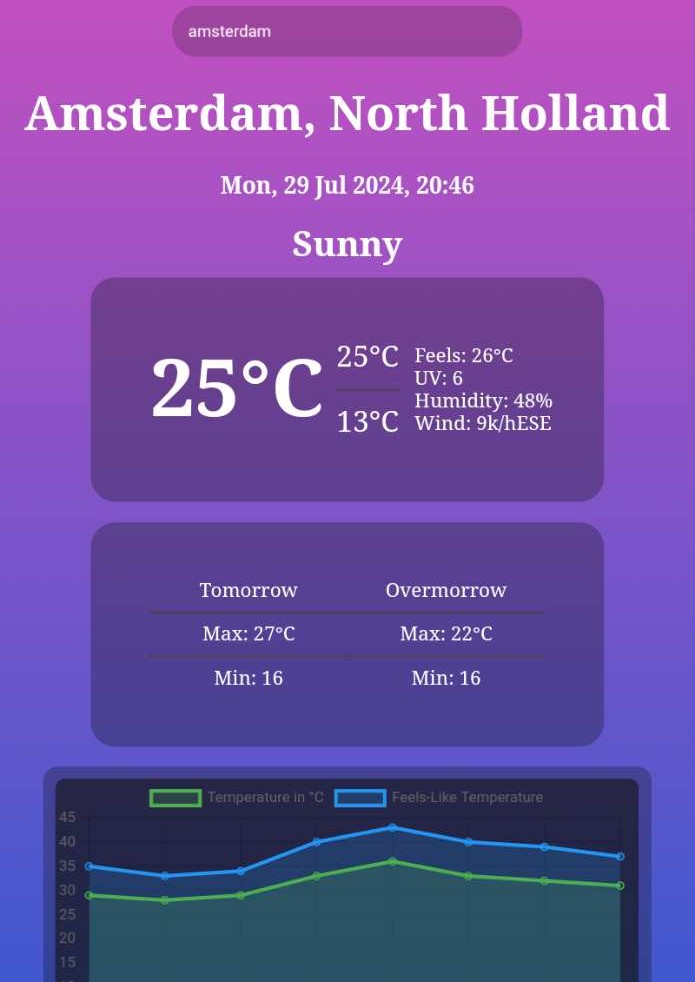 amsterdam
Amsterdam, North Holland
Mon, 29 Jul 2024, 20:46
Sunny
25°C
25°C
13°C
Feels: 26°C
UV: 6
Humidity: 48%
Wind: 9k/hESE
Tomorrow Overmorrow
Max: 27°C Max: 22°C
Min: 16 Min: 16
Temperature in °C Feels-Like Temperature
45
40
35
30
25
20
15